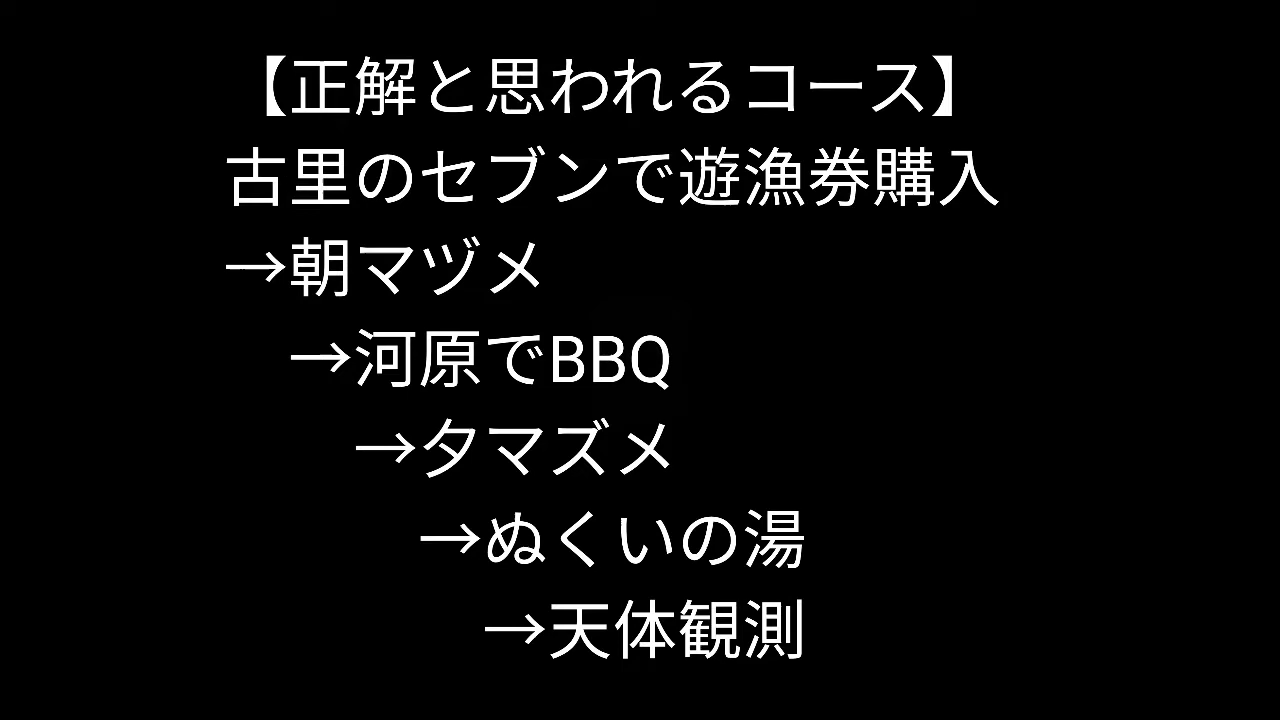 【正解と思われるコース】
古里のセブンで遊漁券購入
→朝マヅメ
→河原でBBQ
→夕マズメ
→ぬくいの湯
→天体観測